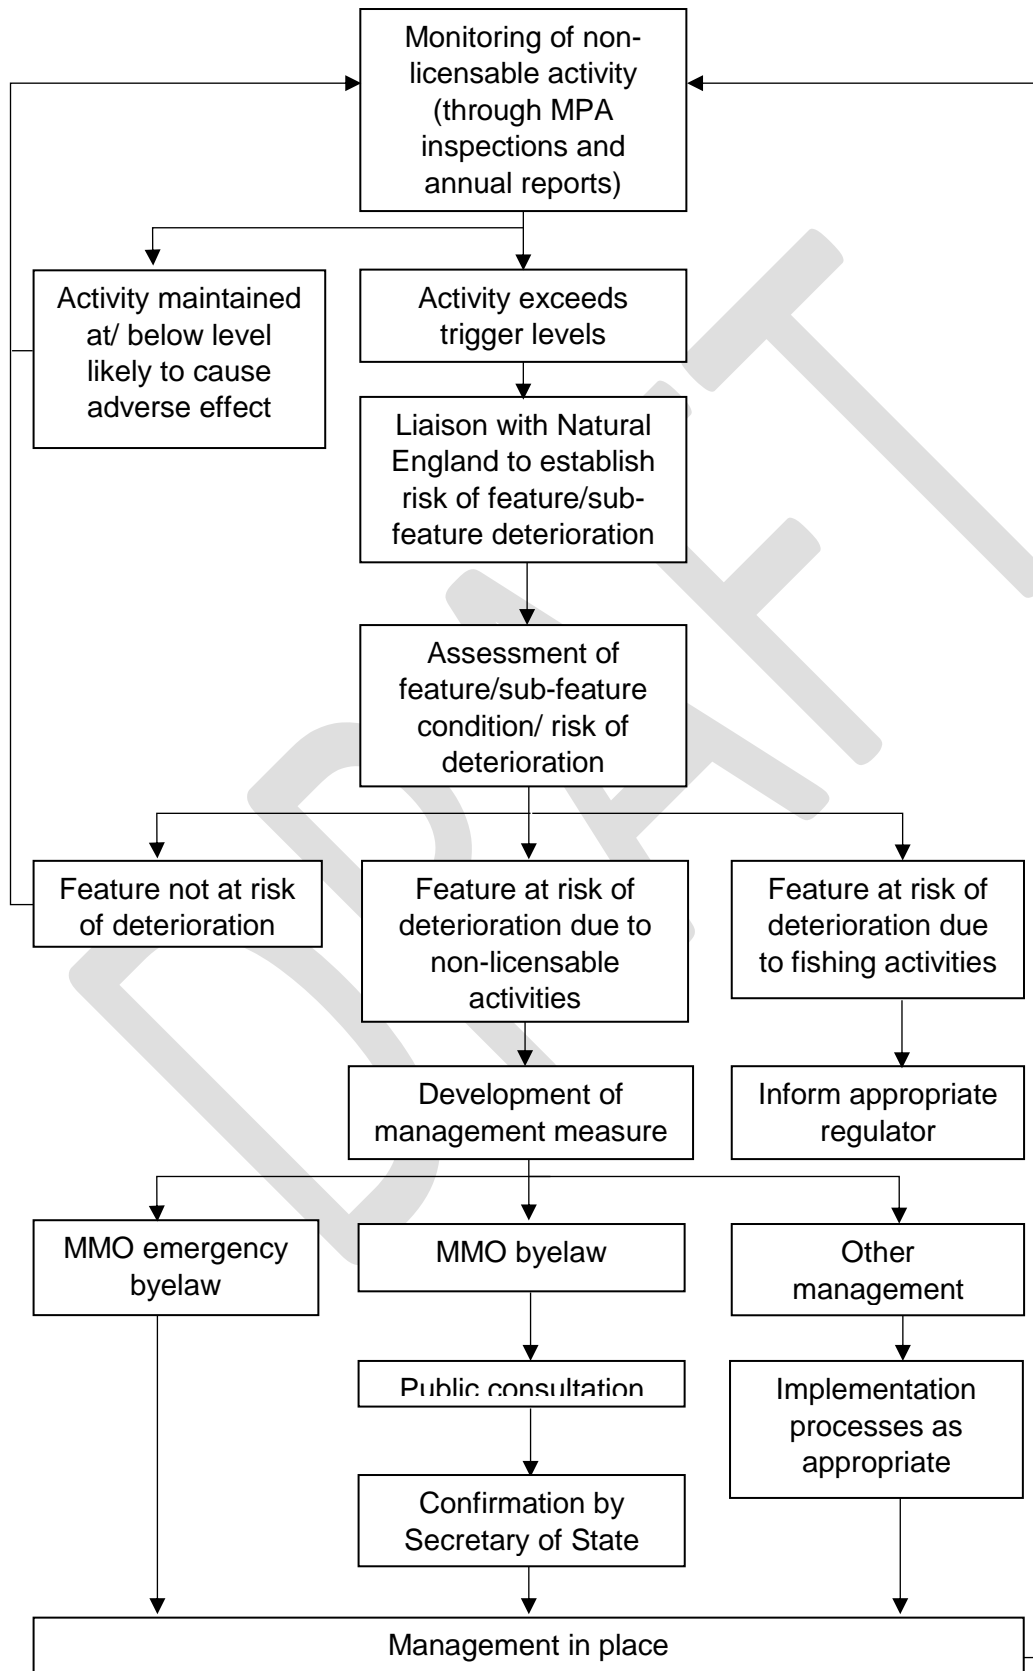 Monitoring of non-
licensable activity
(through MPA
inspections and
annual reports)
Activity maintained
at/ below level
likely to cause
adverse effect
Activity exceeds
trigger levels
Liaison with Natural
England to establish
risk of feature/sub-
feature deterioration
Assessment of
feature/sub-feature
condition/ risk of
deterioration
Feature not at risk
of deterioration
Feature at risk of
deterioration due to
non-licensable
activities
Feature at risk of
deterioration due
to fishing activities
Development of
management measure
Inform appropriate
regulator
MMO emergency
byelaw
MMO byelaw
Other
management
Public consultation
Implementation
processes as
appropriate
Confirmation by
Secretary of State
Management in place
DRAFT